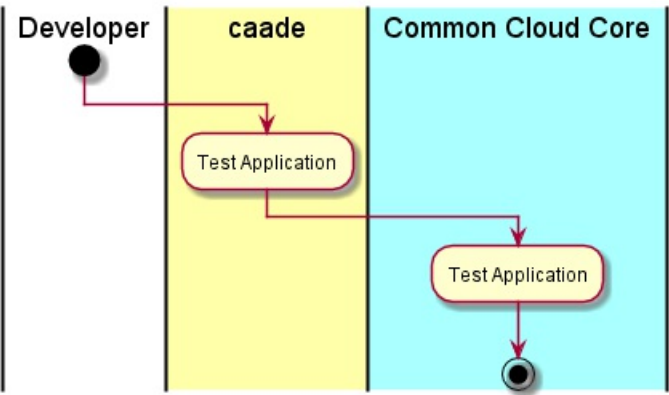 Developer
caade
Common Cloud Core
Test Application
Test Application